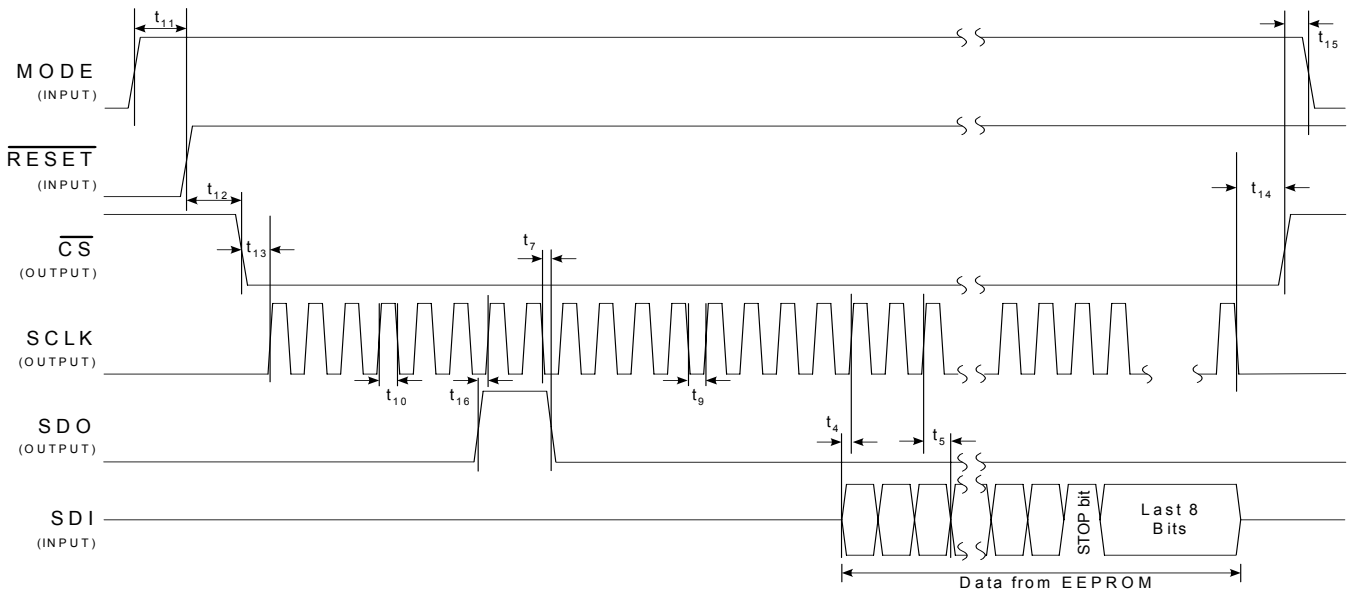 t11
t15
MODE
(INPUT)
RESET
(INPUT)
t12
t14
CS
(OUTPUT)
t13
t7
SCLK
(OUTPUT)
t10
t16
t9
SDO
(OUTPUT)
t4
t5
SDI
(INPUT)
STOP bit
Last 8
Bits
Data from EEPROM